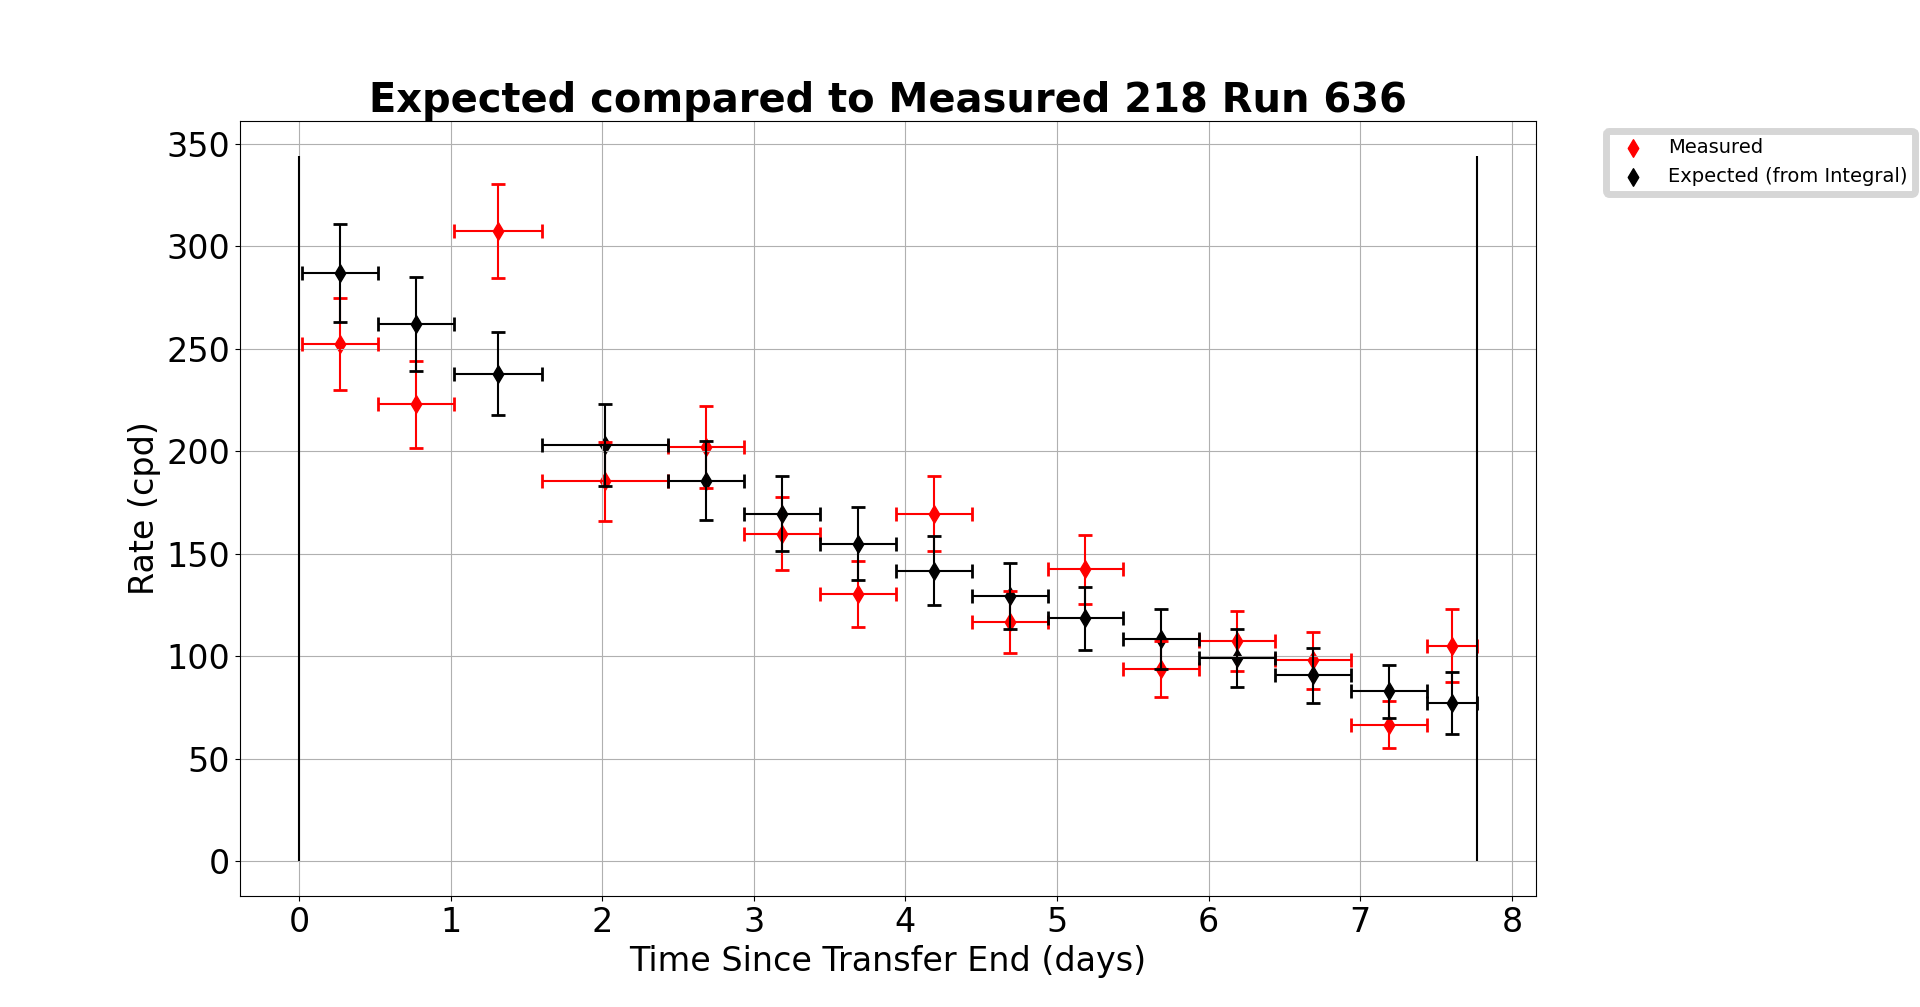 Expected compared to Measured 218 Run 636
Measured
Expected (from Integral)
Rate (cpd)
350
300
250
200
150
100
50
0
0 1 2 3 4 5 6 7 8
Time Since Transfer End (days)